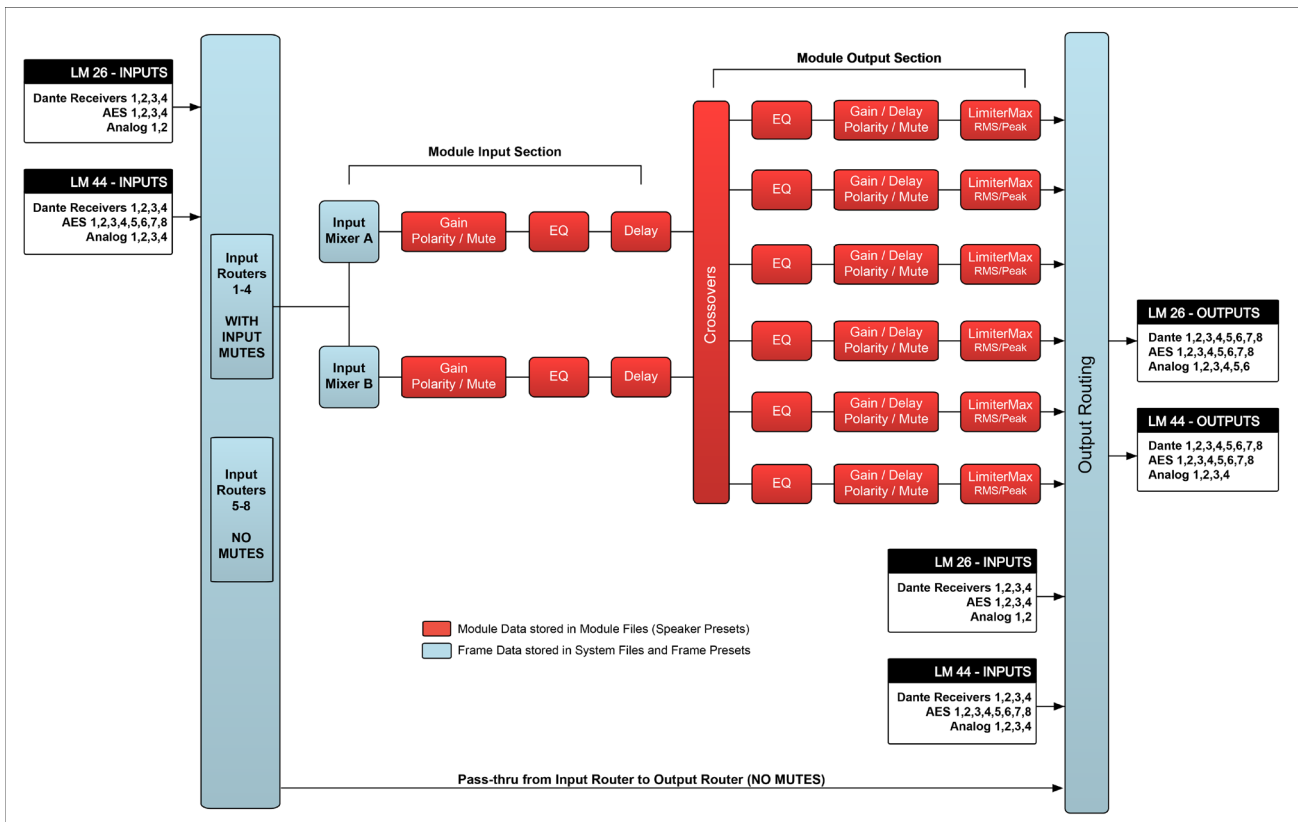 LM 26 - INPUTS
Dante Receivers 1,2,3,4
AES 1,2,3,4
Analog 1,2
LM 44 - INPUTS
Dante Receivers 1,2,3,4
AES 1,2,3,4,5,6,7,8
Analog 1,2,3,4
Input
Routers
1-4
WITH
INPUT
MUTES
Input
Routers
5-8
NO
MUTES
Module Input Section
Input
Mixer A
Gain
Polarity / Mute
EQ
Delay
Input
Mixer B
Gain
Polarity / Mute
EQ
Delay
Crossovers
Module Output Section
EQ
Gain / Delay
Polarity / Mute
LimiterMax
RMS/Peak
EQ
Gain / Delay
Polarity / Mute
LimiterMax
RMS/Peak
EQ
Gain / Delay
Polarity / Mute
LimiterMax
RMS/Peak
EQ
Gain / Delay
Polarity / Mute
LimiterMax
RMS/Peak
EQ
Gain / Delay
Polarity / Mute
LimiterMax
RMS/Peak
EQ
Gain / Delay
Polarity / Mute
LimiterMax
RMS/Peak
Output Routing
LM 26 - OUTPUTS
Dante 1,2,3,4,5,6,7,8
AES 1,2,3,4,5,6,7,8
Analog 1,2,3,4,5,6
LM 44 - OUTPUTS
Dante 1,2,3,4,5,6,7,8
AES 1,2,3,4,5,6,7,8
Analog 1,2,3,4
LM 26 - INPUTS
Dante Receivers 1,2,3,4
AES 1,2,3,4
Analog 1,2
LM 44 - INPUTS
Dante Receivers 1,2,3,4
AES 1,2,3,4,5,6,7,8
Analog 1,2,3,4
Module Data stored in Module Files (Speaker Presets)
Frame Data stored in System Files and Frame Presets
Pass-thru from Input Router to Output Router (NO MUTES)